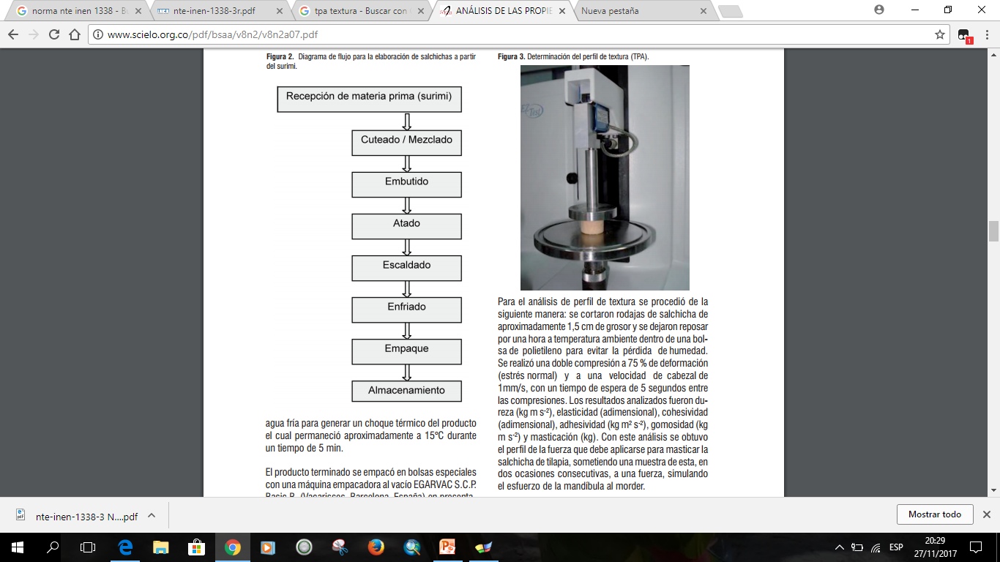 norma nte inen 1338 - B
nte-inen-1338-3r.pdf
tpa textura - Buscar con
ANÁLISIS DE LAS PROPIE
Nueva pestaña
www.scielo.org.co/pdf/bsaa/v8n2/v8n2a07.pdf
1
Figura 2. Diagrama de flujo para la elaboración de salchichas a partir
del surimi.
Recepción de materia prima (surimi)
Cuteado / Mezclado
Embutido
Atado
Escaldado
Enfriado
Empaque
Almacenamiento
agua fría para generar un choque térmico del producto
el cual permaneció aproximadamente a 15°C durante
un tiempo de 5 min.
El producto terminado se empacó en bolsas especiales
con una máquina empacadora al vacío EGARVAC S.C.P.
Basic B. (Vacarisses, Barcelona, España) en presenta-
Figura 3. Determinación del perfil de textura (TPA).
EZ Test
Para el análisis de perfil de textura se procedió de la
siguiente manera: se cortaron rodajas de salchicha de
aproximadamente 1,5 cm de grosor y se dejaron reposar
por una hora a temperatura ambiente dentro de una bol-
sa de polietileno para evitar la pérdida de humedad.
Se realizó una doble compresión a 75 % de deformación
(estrés normal) y a una velocidad de cabezal de
1mm/s, con un tiempo de espera de 5 segundos entre
las compresiones. Los resultados analizados fueron du-
reza (kg m s-²), elasticidad (adimensional), cohesividad
(adimensional), adhesividad (kg m² s-²), gomosidad (kg
m s-²) y masticación (kg). Con este análisis se obtuvo
el perfil de la fuerza que debe aplicarse para masticar la
salchicha de tilapia, sometiendo una muestra de esta, en
dos ocasiones consecutivas, a una fuerza, simulando
el esfuerzo de la mandíbula al morder.
nte-inen-1338-3 N....pdf
Mostrar todo
ESP
20:29
27/11/2017